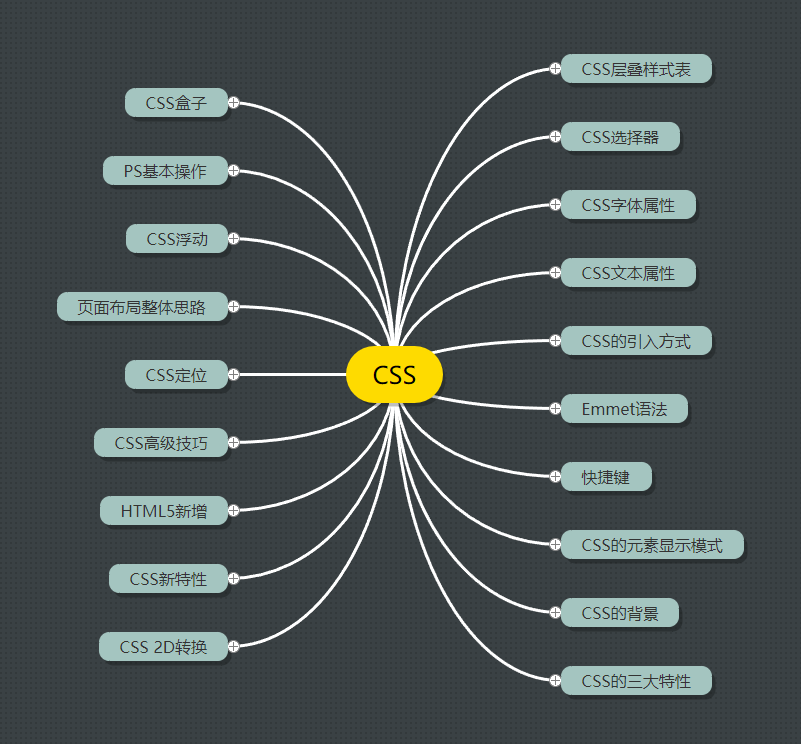 CSS
CSS层叠样式表
CSS选择器
CSS字体属性
CSS文本属性
CSS的引入方式
Emmet语法
快捷键
CSS的元素显示模式
CSS的背景
CSS的三大特性
CSS盒子
PS基本操作
CSS浮动
页面布局整体思路
CSS定位
CSS高级技巧
HTML5新增
CSS新特性
CSS 2D转换